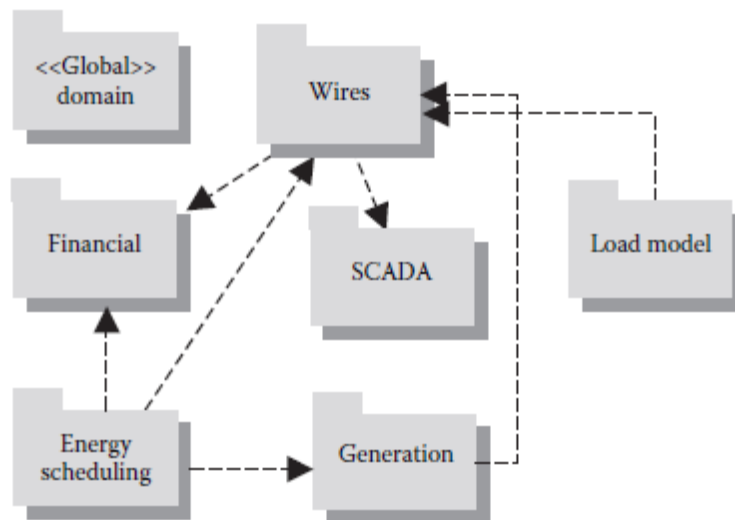 <<Global>>
domain
Wires
Financial
SCADA
Load model
Energy
scheduling
Generation